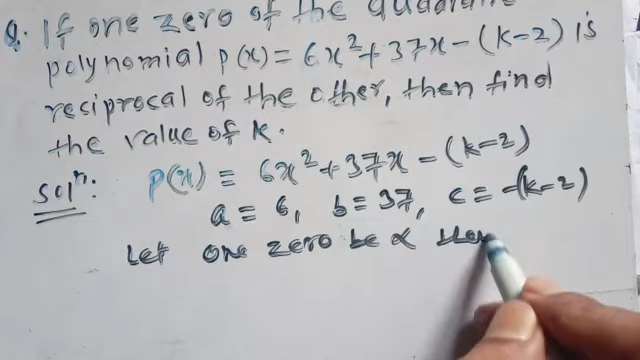 Q. If one zero of the quadratic
polynomial p(x) = 6x² + 37x – (k–2) is
reciprocal of the other, then find
the value of k.
Solⁿ: p(x) = 6x² + 37x – (k–2)
a = 6, b = 37, c = –(k–2)
Let one zero be α